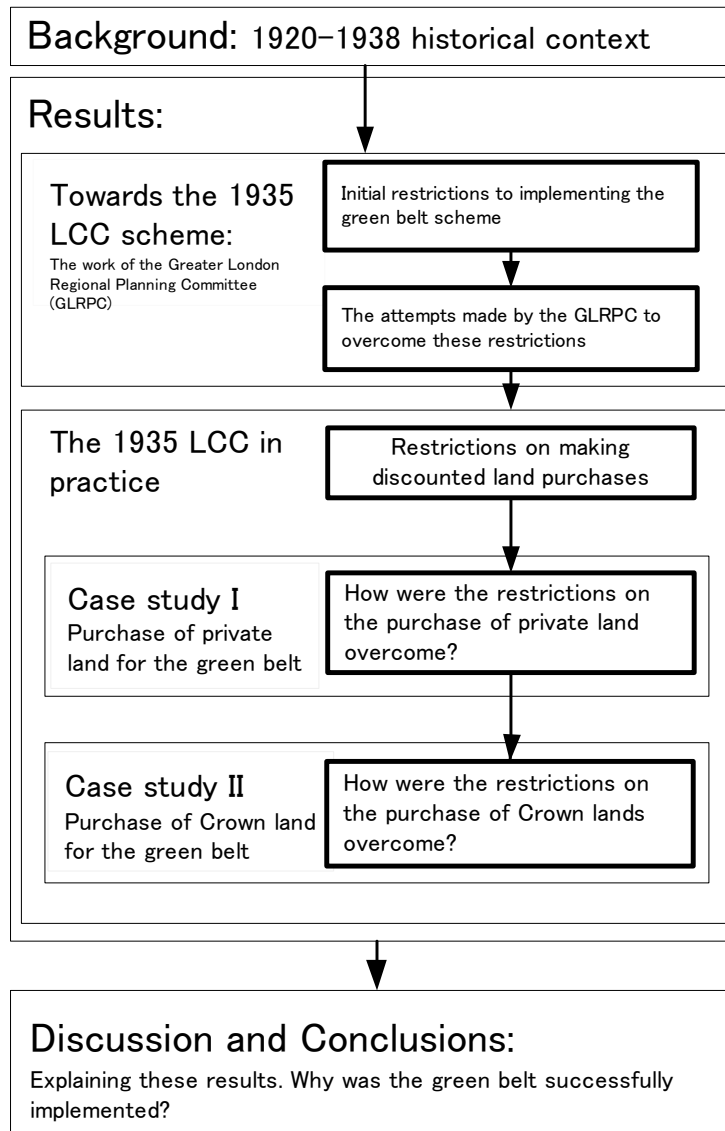 Background: 1920-1938 historical context
Results:
Towards the 1935
LCC scheme:
The work of the Greater London
Regional Planning Committee
(GLRPC)
Initial restrictions to implementing the
green belt scheme
The attempts made by the GLRPC to
overcome these restrictions
The 1935 LCC in
practice
Restrictions on making
discounted land purchases
Case study I
Purchase of private
land for the green belt
How were the restrictions on
the purchase of private land
overcome?
Case study II
Purchase of Crown land
for the green belt
How were the restrictions on
the purchase of Crown lands
overcome?
Discussion and Conclusions:
Explaining these results. Why was the green belt successfully
implemented?